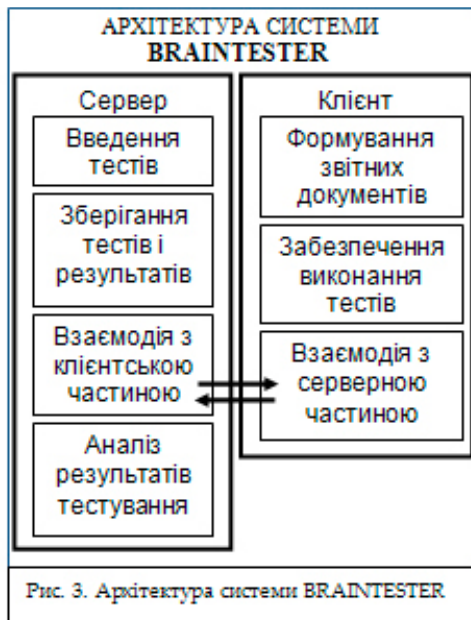 АРХІТЕКТУРА СИСТЕМИ
BRAINTESTER
Сервер
Введення
тестів
Зберігання
тестів і
результатів
Взаємодія з
клієнтською
частиною
Аналіз
результатів
тестування
Клієнт
Формування
звітних
документів
Забезпечення
виконання
тестів
Взаємодія з
серверною
частиною
Рис. 3. Архітектура системи BRAINTESTER